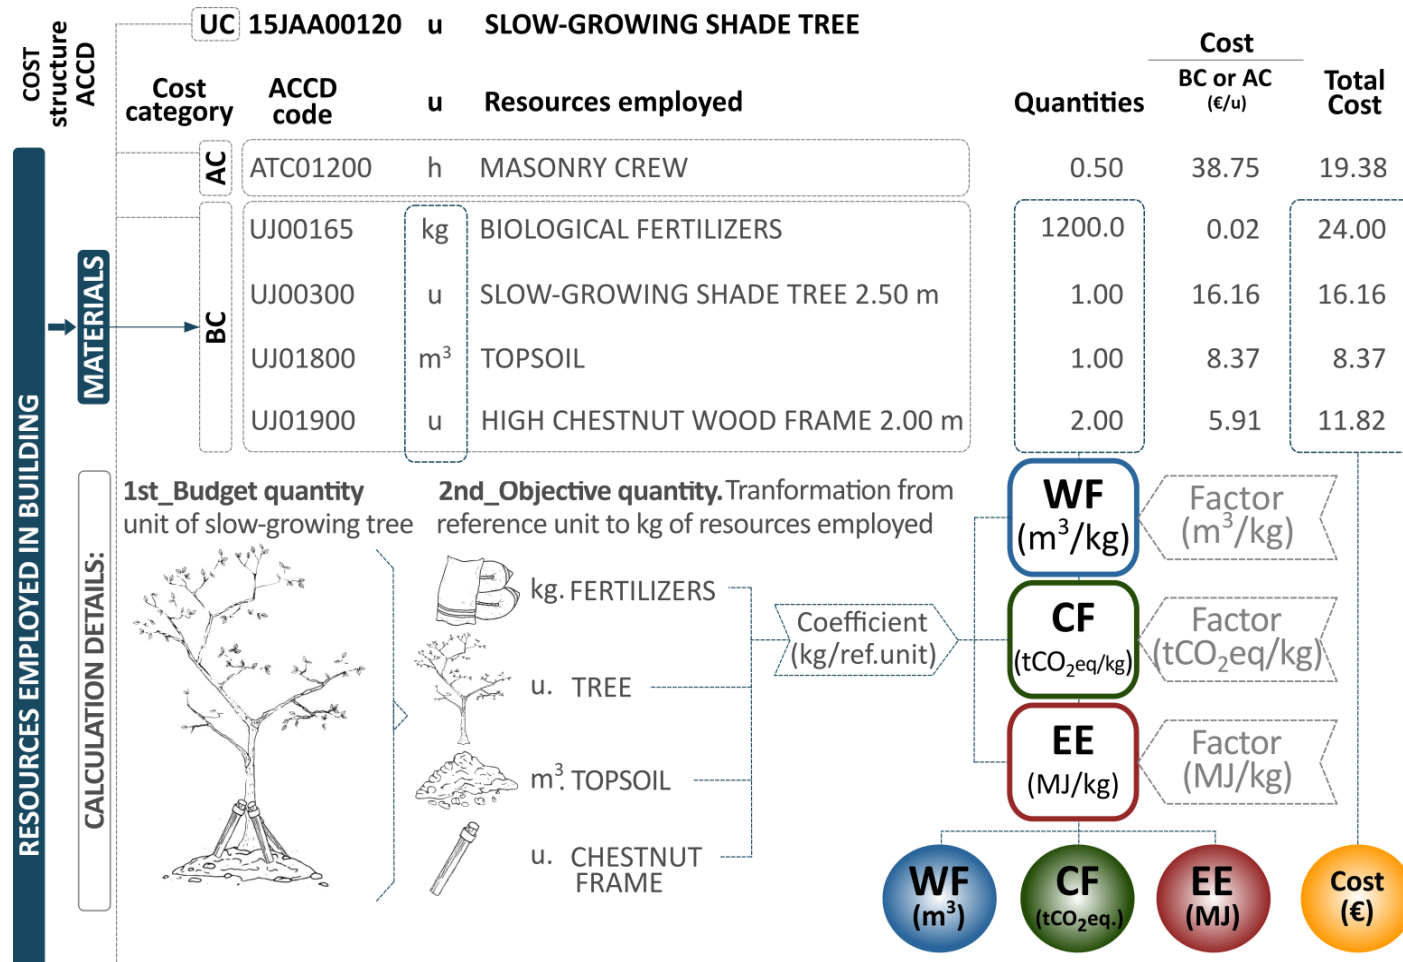 COST
structure
ACCD
UC 15JAA00120 u SLOW-GROWING SHADE TREE
Cost
category
ACCD
code
u
Resources employed
Quantities
Cost
BC or AC
(€/u)
Total
Cost
AC
ATC01200 h MASONRY CREW 0.50 38.75 19.38
BC
UJ00165 kg BIOLOGICAL FERTILIZERS 1200.0 0.02 24.00
UJ00300 u SLOW-GROWING SHADE TREE 2.50 m 1.00 16.16 16.16
UJ01800 m³ TOPSOIL 1.00 8.37 8.37
UJ01900 u HIGH CHESTNUT WOOD FRAME 2.00 m 2.00 5.91 11.82
RESOURCES EMPLOYED IN BUILDING
MATERIALS
CALCULATION DETAILS:
1st_Budget quantity
unit of slow-growing tree
2nd_Objective quantity. Tranformation from
reference unit to kg of resources employed
kg. FERTILIZERS
u. TREE
m³. TOPSOIL
u. CHESTNUT
FRAME
Coefficient
(kg/ref.unit)
WF
(m³/kg)
Factor
(m³/kg)
CF
(tCO₂eq/kg)
Factor
(tCO₂eq/kg)
EE
(MJ/kg)
Factor
(MJ/kg)
WF
(m³)
CF
(tCO₂eq.)
EE
(MJ)
Cost
(€)